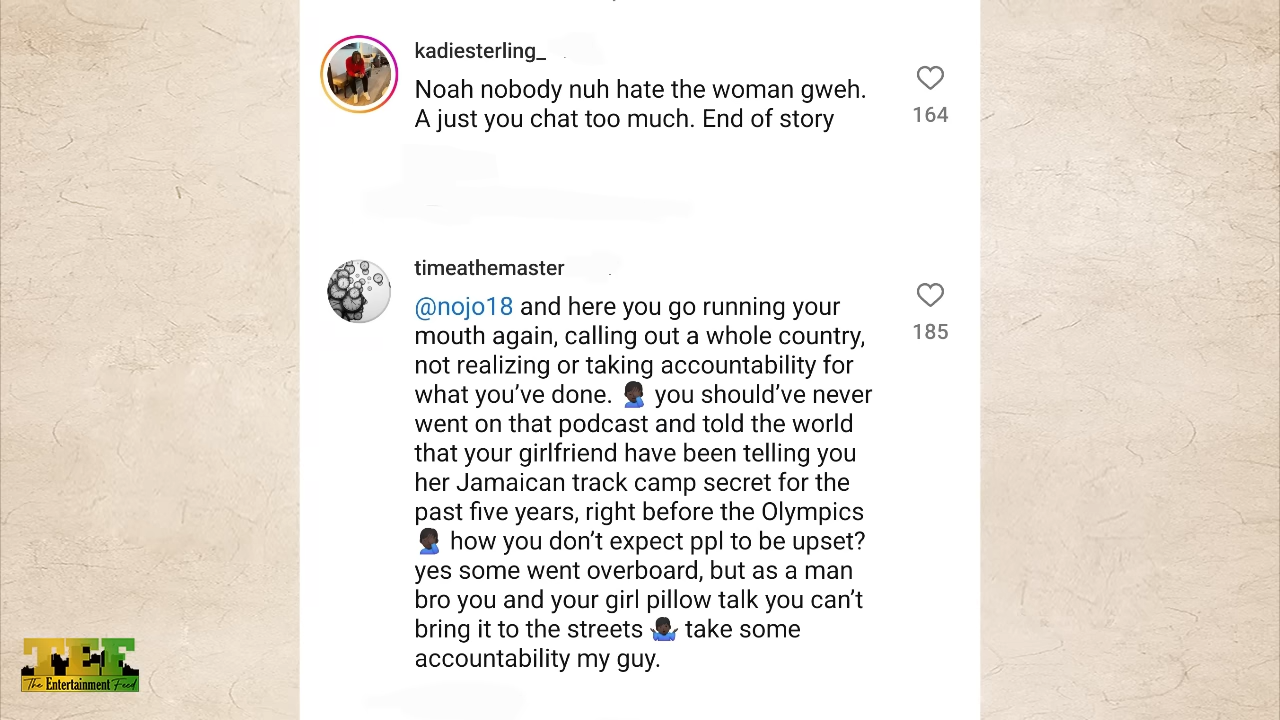 kadiesterling_
Noah nobody nuh hate the woman gweh.
A just you chat too much. End of story
164
timeathemaster
@nojo18 and here you go running your
mouth again, calling out a whole country,
not realizing or taking accountability for
what you've done. 🤦🏿 you should've never
went on that podcast and told the world
that your girlfriend have been telling you
her Jamaican track camp secret for the
past five years, right before the Olympics
🤦🏿 how you don't expect ppl to be upset?
yes some went overboard, but as a man
bro you and your girl pillow talk you can't
bring it to the streets 🤷🏿 take some
accountability my guy.
185
TEF
The Entertainment Feed